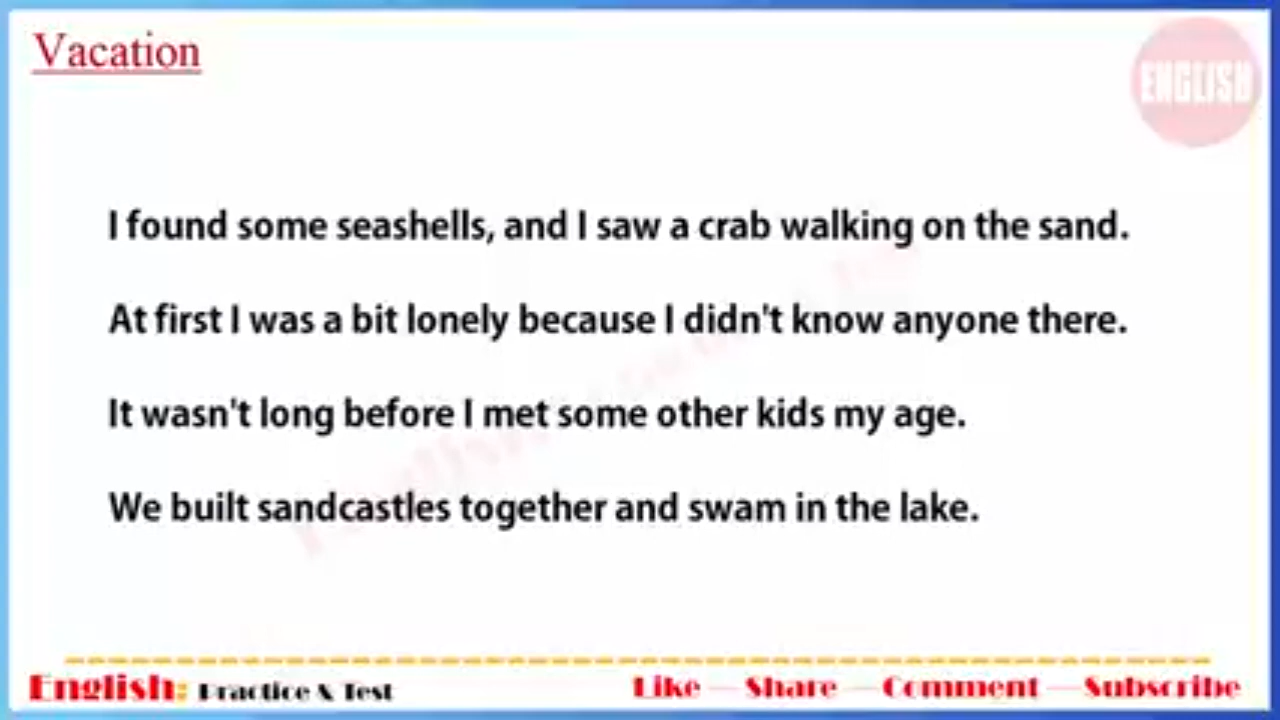 Vacation
ENGLISH
I found some seashells, and I saw a crab walking on the sand.
At first I was a bit lonely because I didn't know anyone there.
It wasn't long before I met some other kids my age.
We built sandcastles together and swam in the lake.
English: Practice & Test
Like — Share — Comment — Subscribe